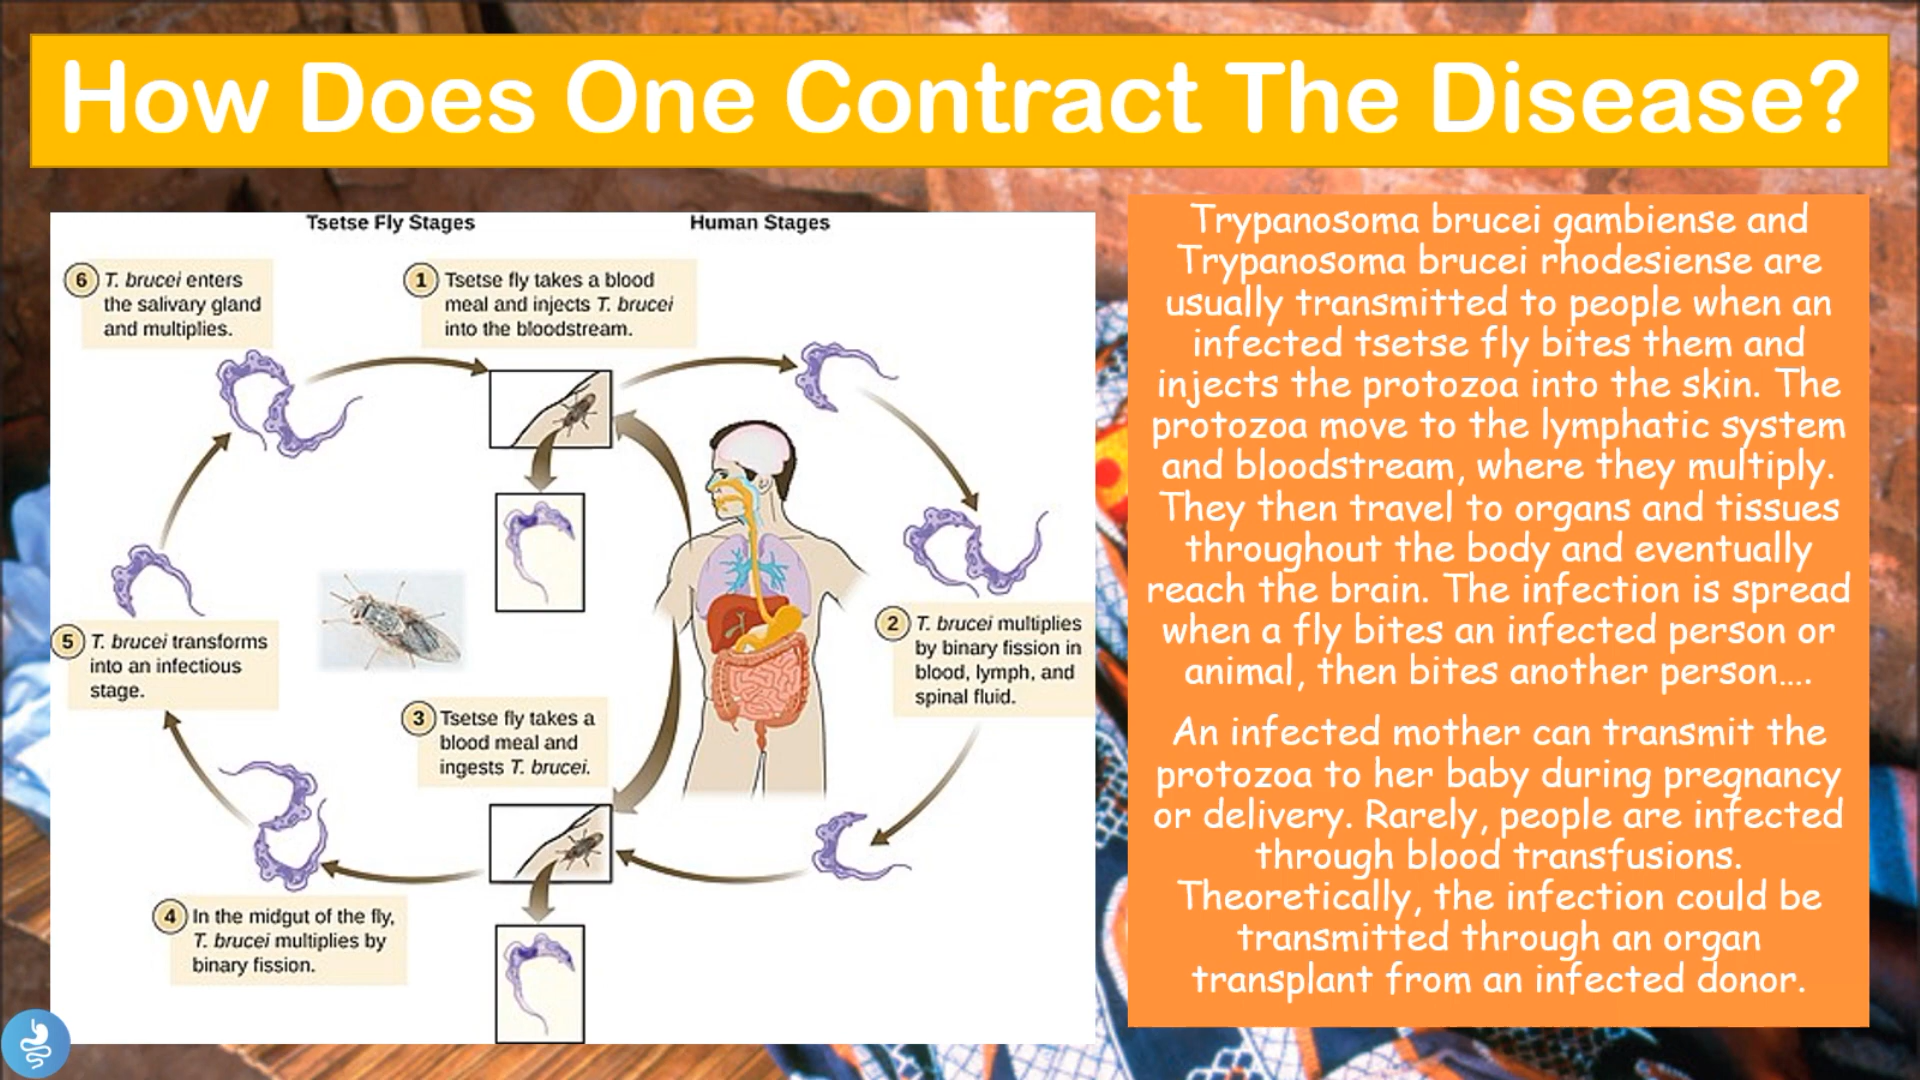 How Does One Contract The Disease?
Tsetse Fly Stages
Human Stages
6 T. brucei enters
the salivary gland
and multiplies.
1 Tsetse fly takes a blood
meal and injects T. brucei
into the bloodstream.
5 T. brucei transforms
into an infectious
stage.
2 T. brucei multiplies
by binary fission in
blood, lymph, and
spinal fluid.
3 Tsetse fly takes a
blood meal and
ingests T. brucei.
4 In the midgut of the fly,
T. brucei multiplies by
binary fission.
Trypanosoma brucei gambiense and
Trypanosoma brucei rhodesiense are
usually transmitted to people when an
infected tsetse fly bites them and
injects the protozoa into the skin. The
protozoa move to the lymphatic system
and bloodstream, where they multiply.
They then travel to organs and tissues
throughout the body and eventually
reach the brain. The infection is spread
when a fly bites an infected person or
animal, then bites another person....
An infected mother can transmit the
protozoa to her baby during pregnancy
or delivery. Rarely, people are infected
through blood transfusions.
Theoretically, the infection could be
transmitted through an organ
transplant from an infected donor.